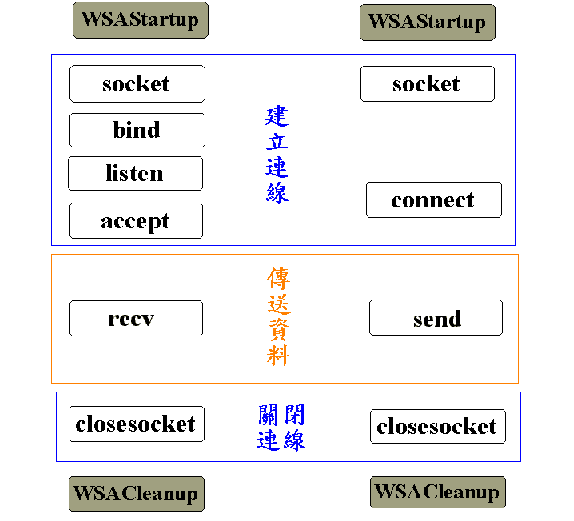 WSAStartup
WSAStartup
socket
socket
bind
listen
accept
connect
建立連線
recv
send
傳送資料
closesocket
closesocket
關閉
連線
WSACleanup
WSACleanup